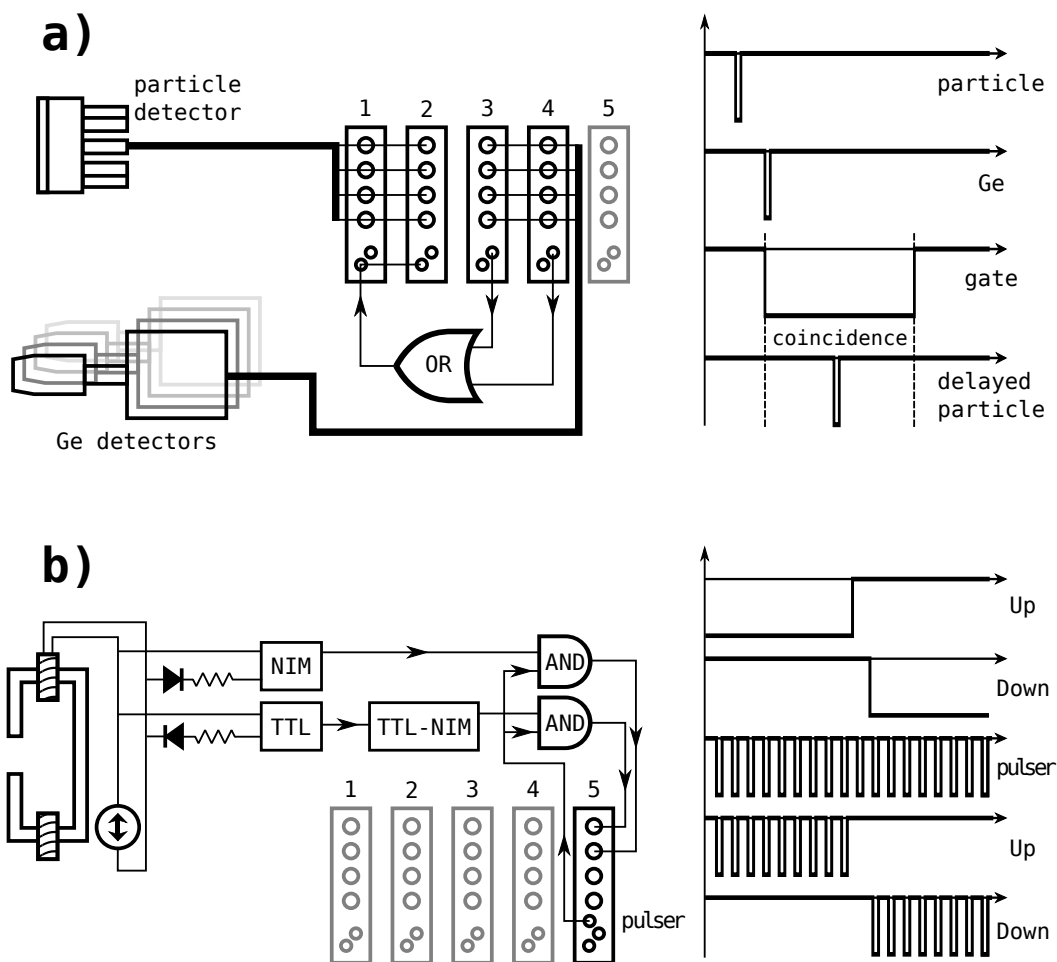 a)
particle
detector
1 2 3 4 5
OR
Ge detectors
particle
Ge
gate
coincidence
delayed
particle
b)
NIM
AND
TTL
TTL-NIM
AND
1 2 3 4 5
pulser
Up
Down
pulser
Up
Down